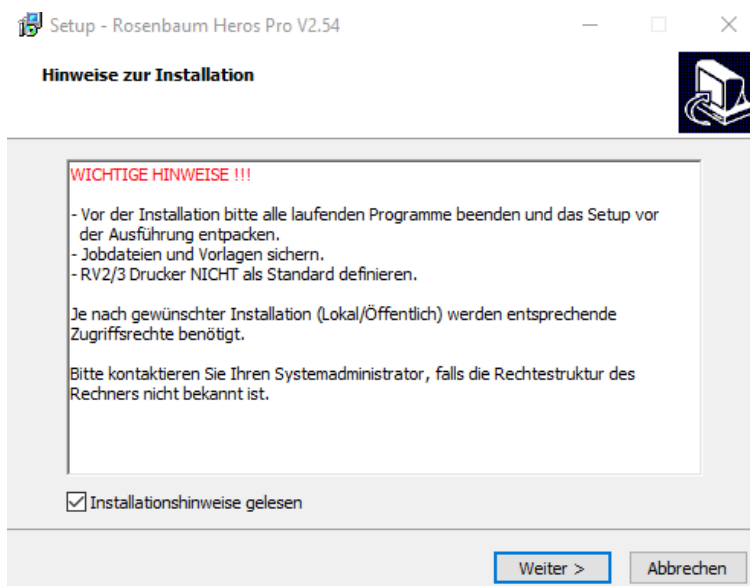 Setup - Rosenbaum Heros Pro V2.54
Hinweise zur Installation
WICHTIGE HINWEISE !!!
- Vor der Installation bitte alle laufenden Programme beenden und das Setup vor
der Ausführung entpacken.
- Jobdateien und Vorlagen sichern.
- RV2/3 Drucker NICHT als Standard definieren.
Je nach gewünschter Installation (Lokal/Öffentlich) werden entsprechende
Zugriffsrechte benötigt.
Bitte kontaktieren Sie Ihren Systemadministrator, falls die Rechtestruktur des
Rechners nicht bekannt ist.
Installationshinweise gelesen
Weiter >
Abbrechen